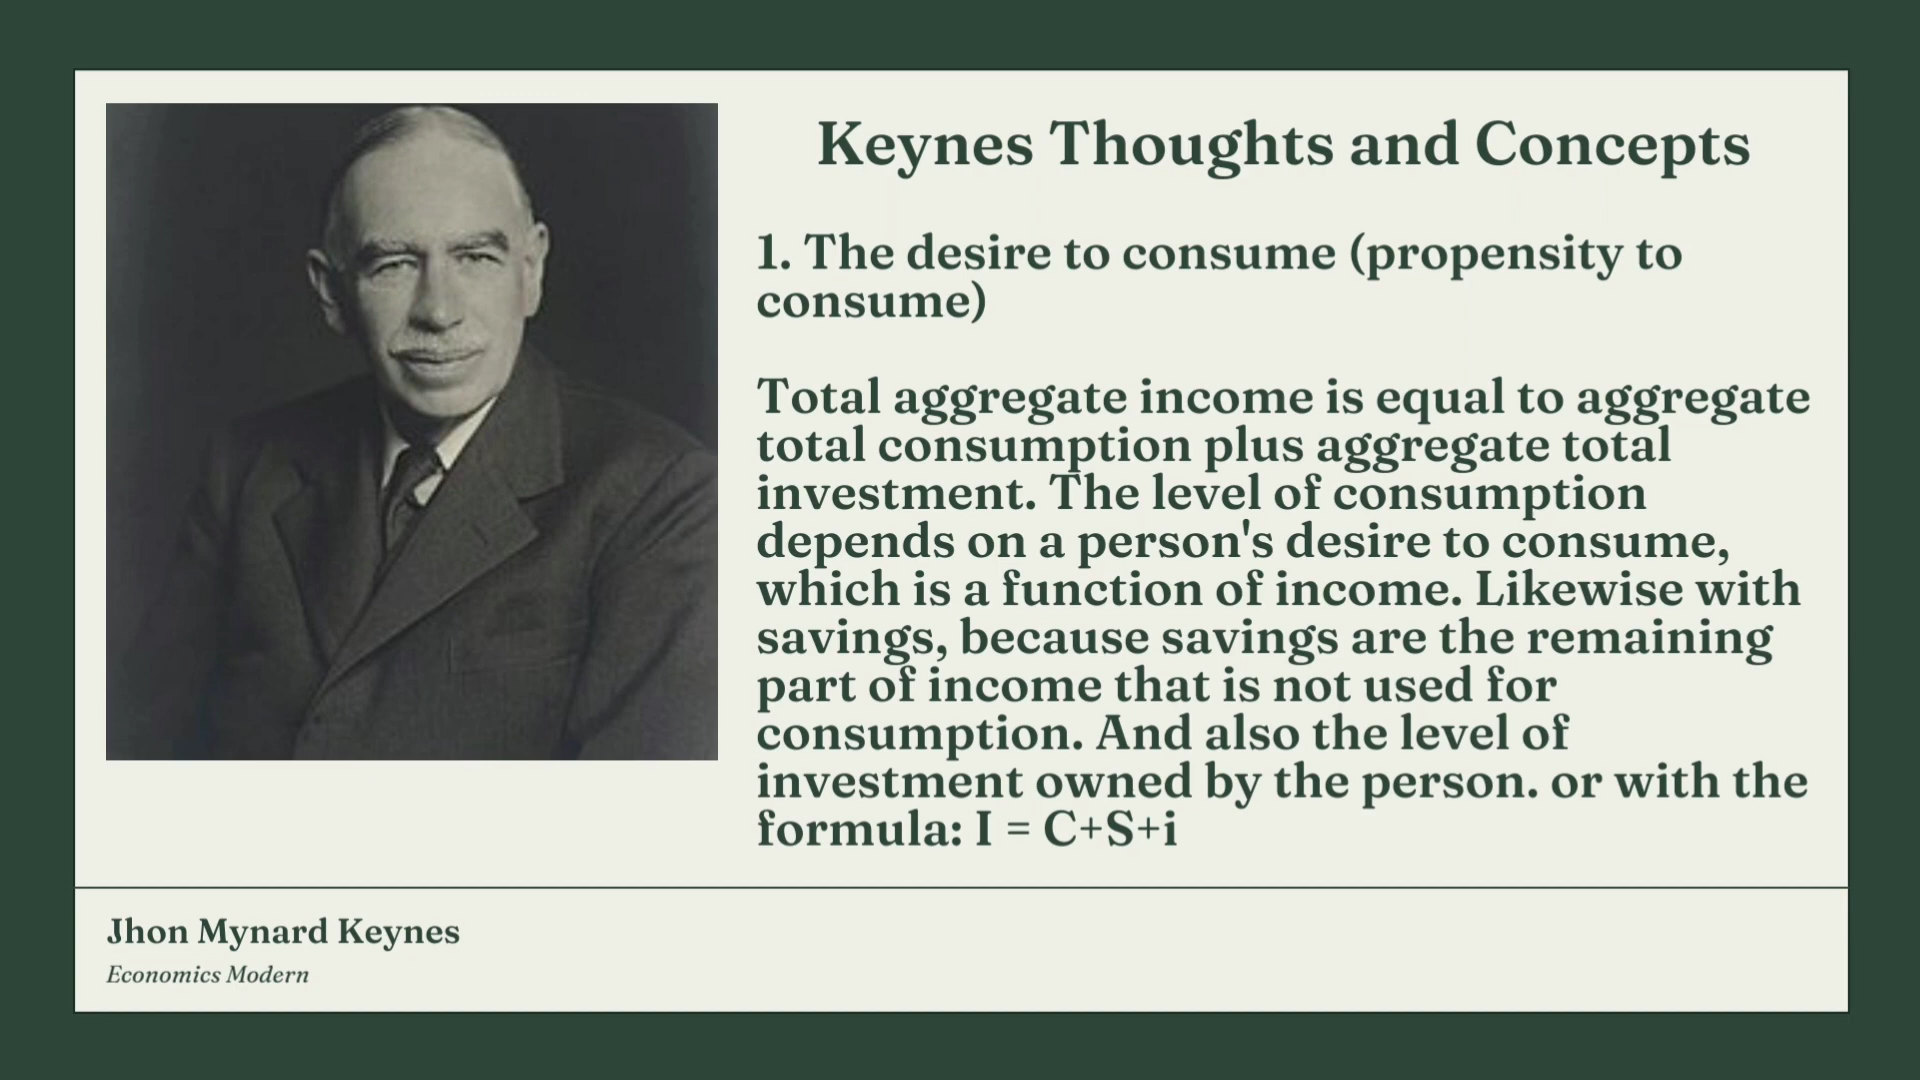 Keynes Thoughts and Concepts
1. The desire to consume (propensity to
consume)
Total aggregate income is equal to aggregate
total consumption plus aggregate total
investment. The level of consumption
depends on a person's desire to consume,
which is a function of income. Likewise with
savings, because savings are the remaining
part of income that is not used for
consumption. And also the level of
investment owned by the person. or with the
formula: I = C+S+i
Jhon Mynard Keynes
Economics Modern